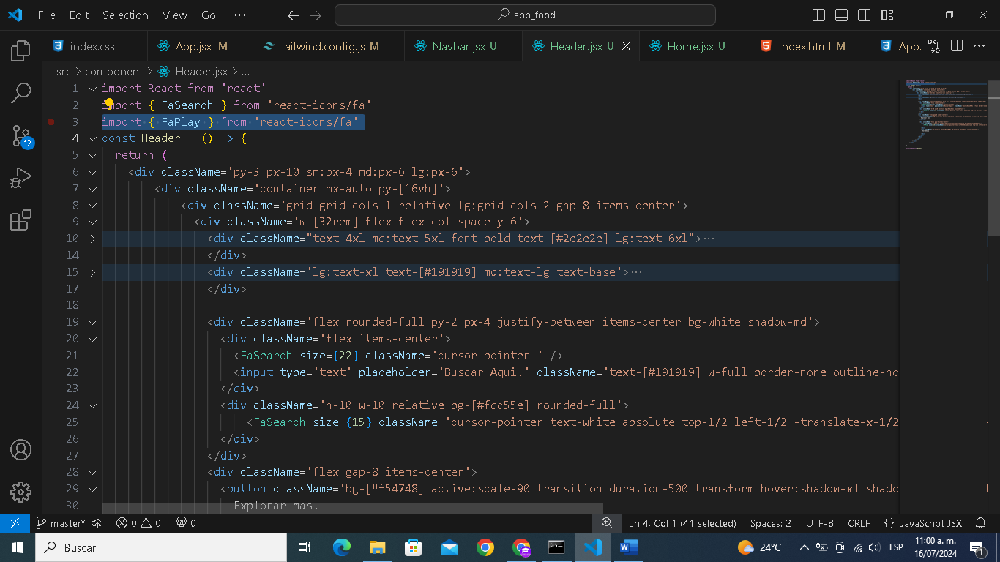 File Edit Selection View Go ··· app_food
index.css App.jsx M tailwind.config.js M Navbar.jsx U Header.jsx U Home.jsx U index.html M App.
src > component > Header.jsx > ...
1 import React from 'react'
2 import { FaSearch } from 'react-icons/fa'
3 import { FaPlay } from 'react-icons/fa'
4 const Header = () => {
5 return (
6 <div className='py-3 px-10 sm:px-4 md:px-6 lg:px-6'>
7 <div className='container mx-auto py-[16vh]'>
8 <div className='grid grid-cols-1 relative lg:grid-cols-2 gap-8 items-center'>
9 <div className='w-[32rem] flex flex-col space-y-6'>
10 <div className="text-4xl md:text-5xl font-bold text-[#2e2e2e] lg:text-6xl">···
14 </div>
15 <div className='lg:text-xl text-[#191919] md:text-lg text-base'>···
17 </div>
18
19 <div className='flex rounded-full py-2 px-4 justify-between items-center bg-white shadow-md'>
20 <div className='flex items-center'>
21 <FaSearch size={22} className='cursor-pointer ' />
22 <input type='text' placeholder='Buscar Aqui!' className='text-[#191919] w-full border-none outline-non
23 </div>
24 <div className='h-10 w-10 relative bg-[#fdc55e] rounded-full'>
25 <FaSearch size={15} className='cursor-pointer text-white absolute top-1/2 left-1/2 -translate-x-1/2
26 </div>
27 </div>
28 <div className='flex gap-8 items-center'>
29 <button className='bg-[#f54748] active:scale-90 transition duration-500 transform hover:shadow-xl shado
30 Explorar mas!
12
master* 0 0 0 Ln 4, Col 1 (41 selected) Spaces: 2 UTF-8 CRLF {} JavaScript JSX
Buscar 24°C ESP 11:00 a. m.
16/07/2024 1